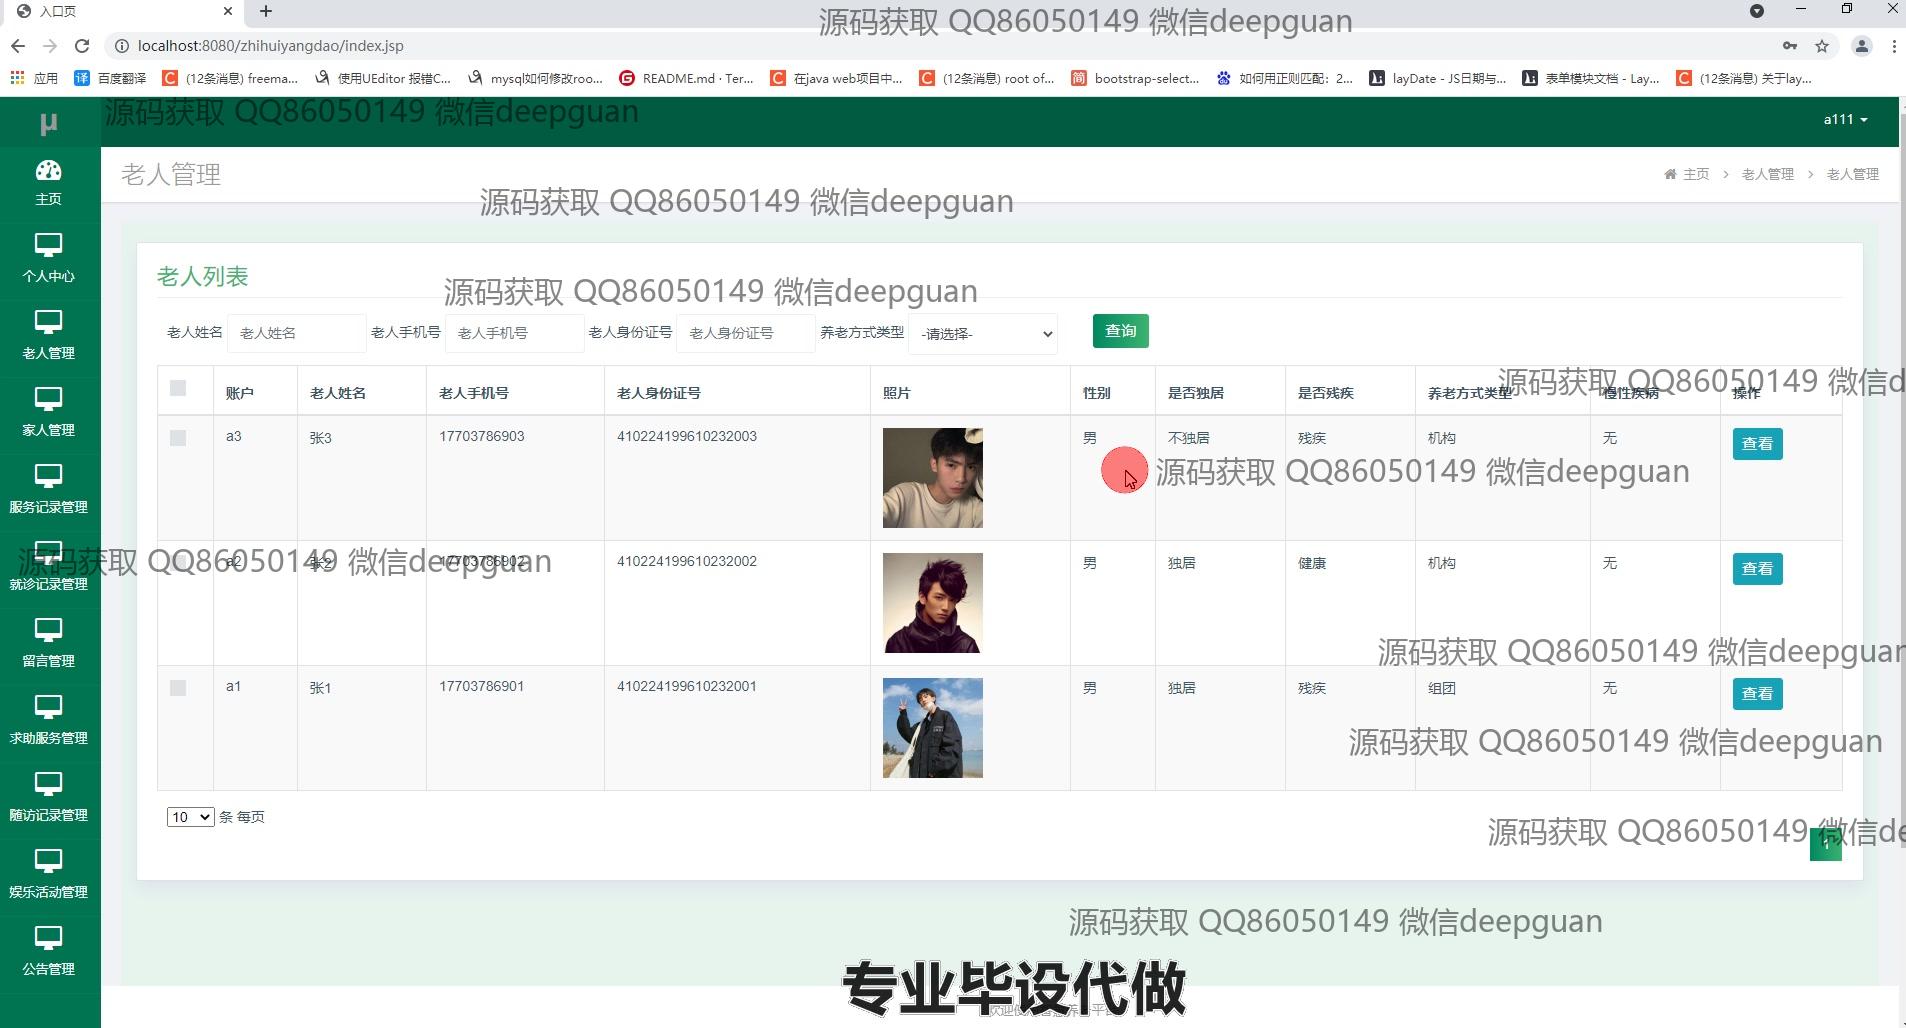 入口页
源码获取 QQ86050149 微信deepguan
localhost:8080/zhihuiyangdao/index.jsp
应用 百度翻译 (12条消息) freema... 使用UEditor 报错C... mysql如何修改roo... README.md · Ter... 在java web项目中... (12条消息) root of... bootstrap-select... 如何用正则匹配：2... layDate - JS日期与... 表单模块文档 - Lay... (12条消息) 关于lay...
μ 源码获取 QQ86050149 微信deepguan a111
主页
老人管理 主页 > 老人管理 > 老人管理
源码获取 QQ86050149 微信deepguan
个人中心
老人列表
源码获取 QQ86050149 微信deepguan
老人姓名 老人姓名 老人手机号 老人手机号 老人身份证号 老人身份证号 养老方式类型 -请选择- 查询
老人管理
源码获取 QQ86050149 微信d
账户 老人姓名 老人手机号 老人身份证号 照片 性别 是否独居 是否残疾 养老方式类型 慢性疾病 操作
家人管理
a3 张3 17703786903 410224199610232003 男 不独居 残疾 机构 无 查看
源码获取 QQ86050149 微信deepguan
服务记录管理
源码获取 QQ86050149 微信deepguan
a2 张2 17703786902 410224199610232002 男 独居 健康 机构 无 查看
就诊记录管理
源码获取 QQ86050149 微信deepguan
留言管理
a1 张1 17703786901 410224199610232001 男 独居 残疾 组团 无 查看
求助服务管理
源码获取 QQ86050149 微信deepguan
随访记录管理
10 条 每页
源码获取 QQ86050149 微信de
1
娱乐活动管理
源码获取 QQ86050149 微信deepguan
公告管理
专业毕设代做